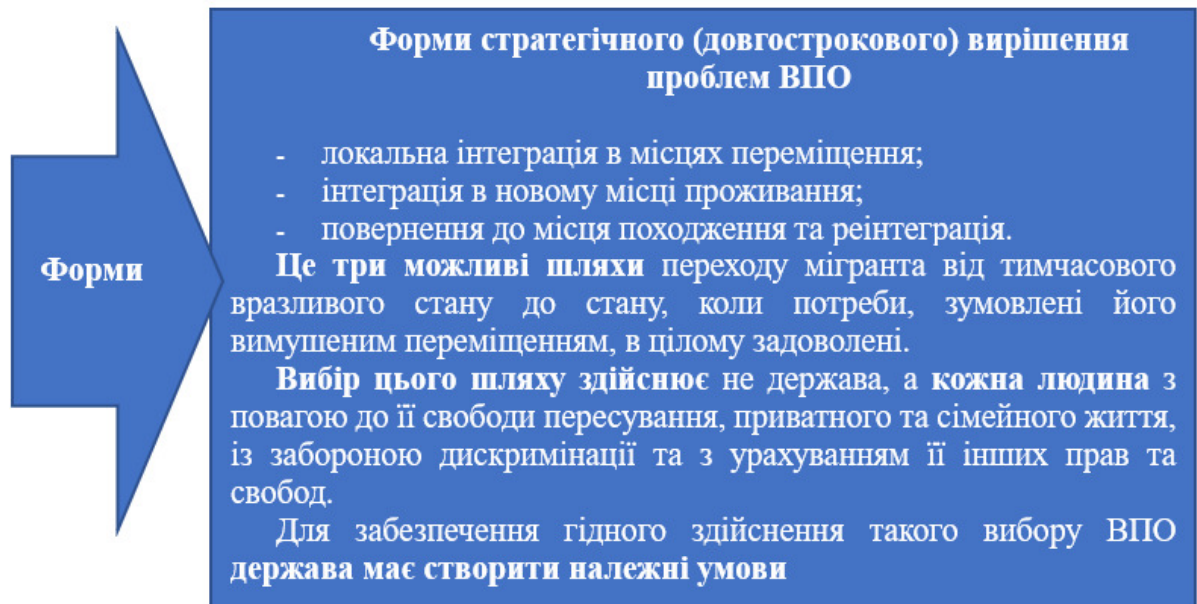 Форми
Форми стратегічного (довгострокового) вирішення
проблем ВПО
- локальна інтеграція в місцях переміщення;
- інтеграція в новому місці проживання;
- повернення до місця походження та реінтеграція.
Це три можливі шляхи переходу мігранта від тимчасового
вразливого стану до стану, коли потреби, зумовлені його
вимушеним переміщенням, в цілому задоволені.
Вибір цього шляху здійснює не держава, а кожна людина з
повагою до її свободи пересування, приватного та сімейного життя,
із забороною дискримінації та з урахуванням її інших прав та
свобод.
Для забезпечення гідного здійснення такого вибору ВПО
держава має створити належні умови